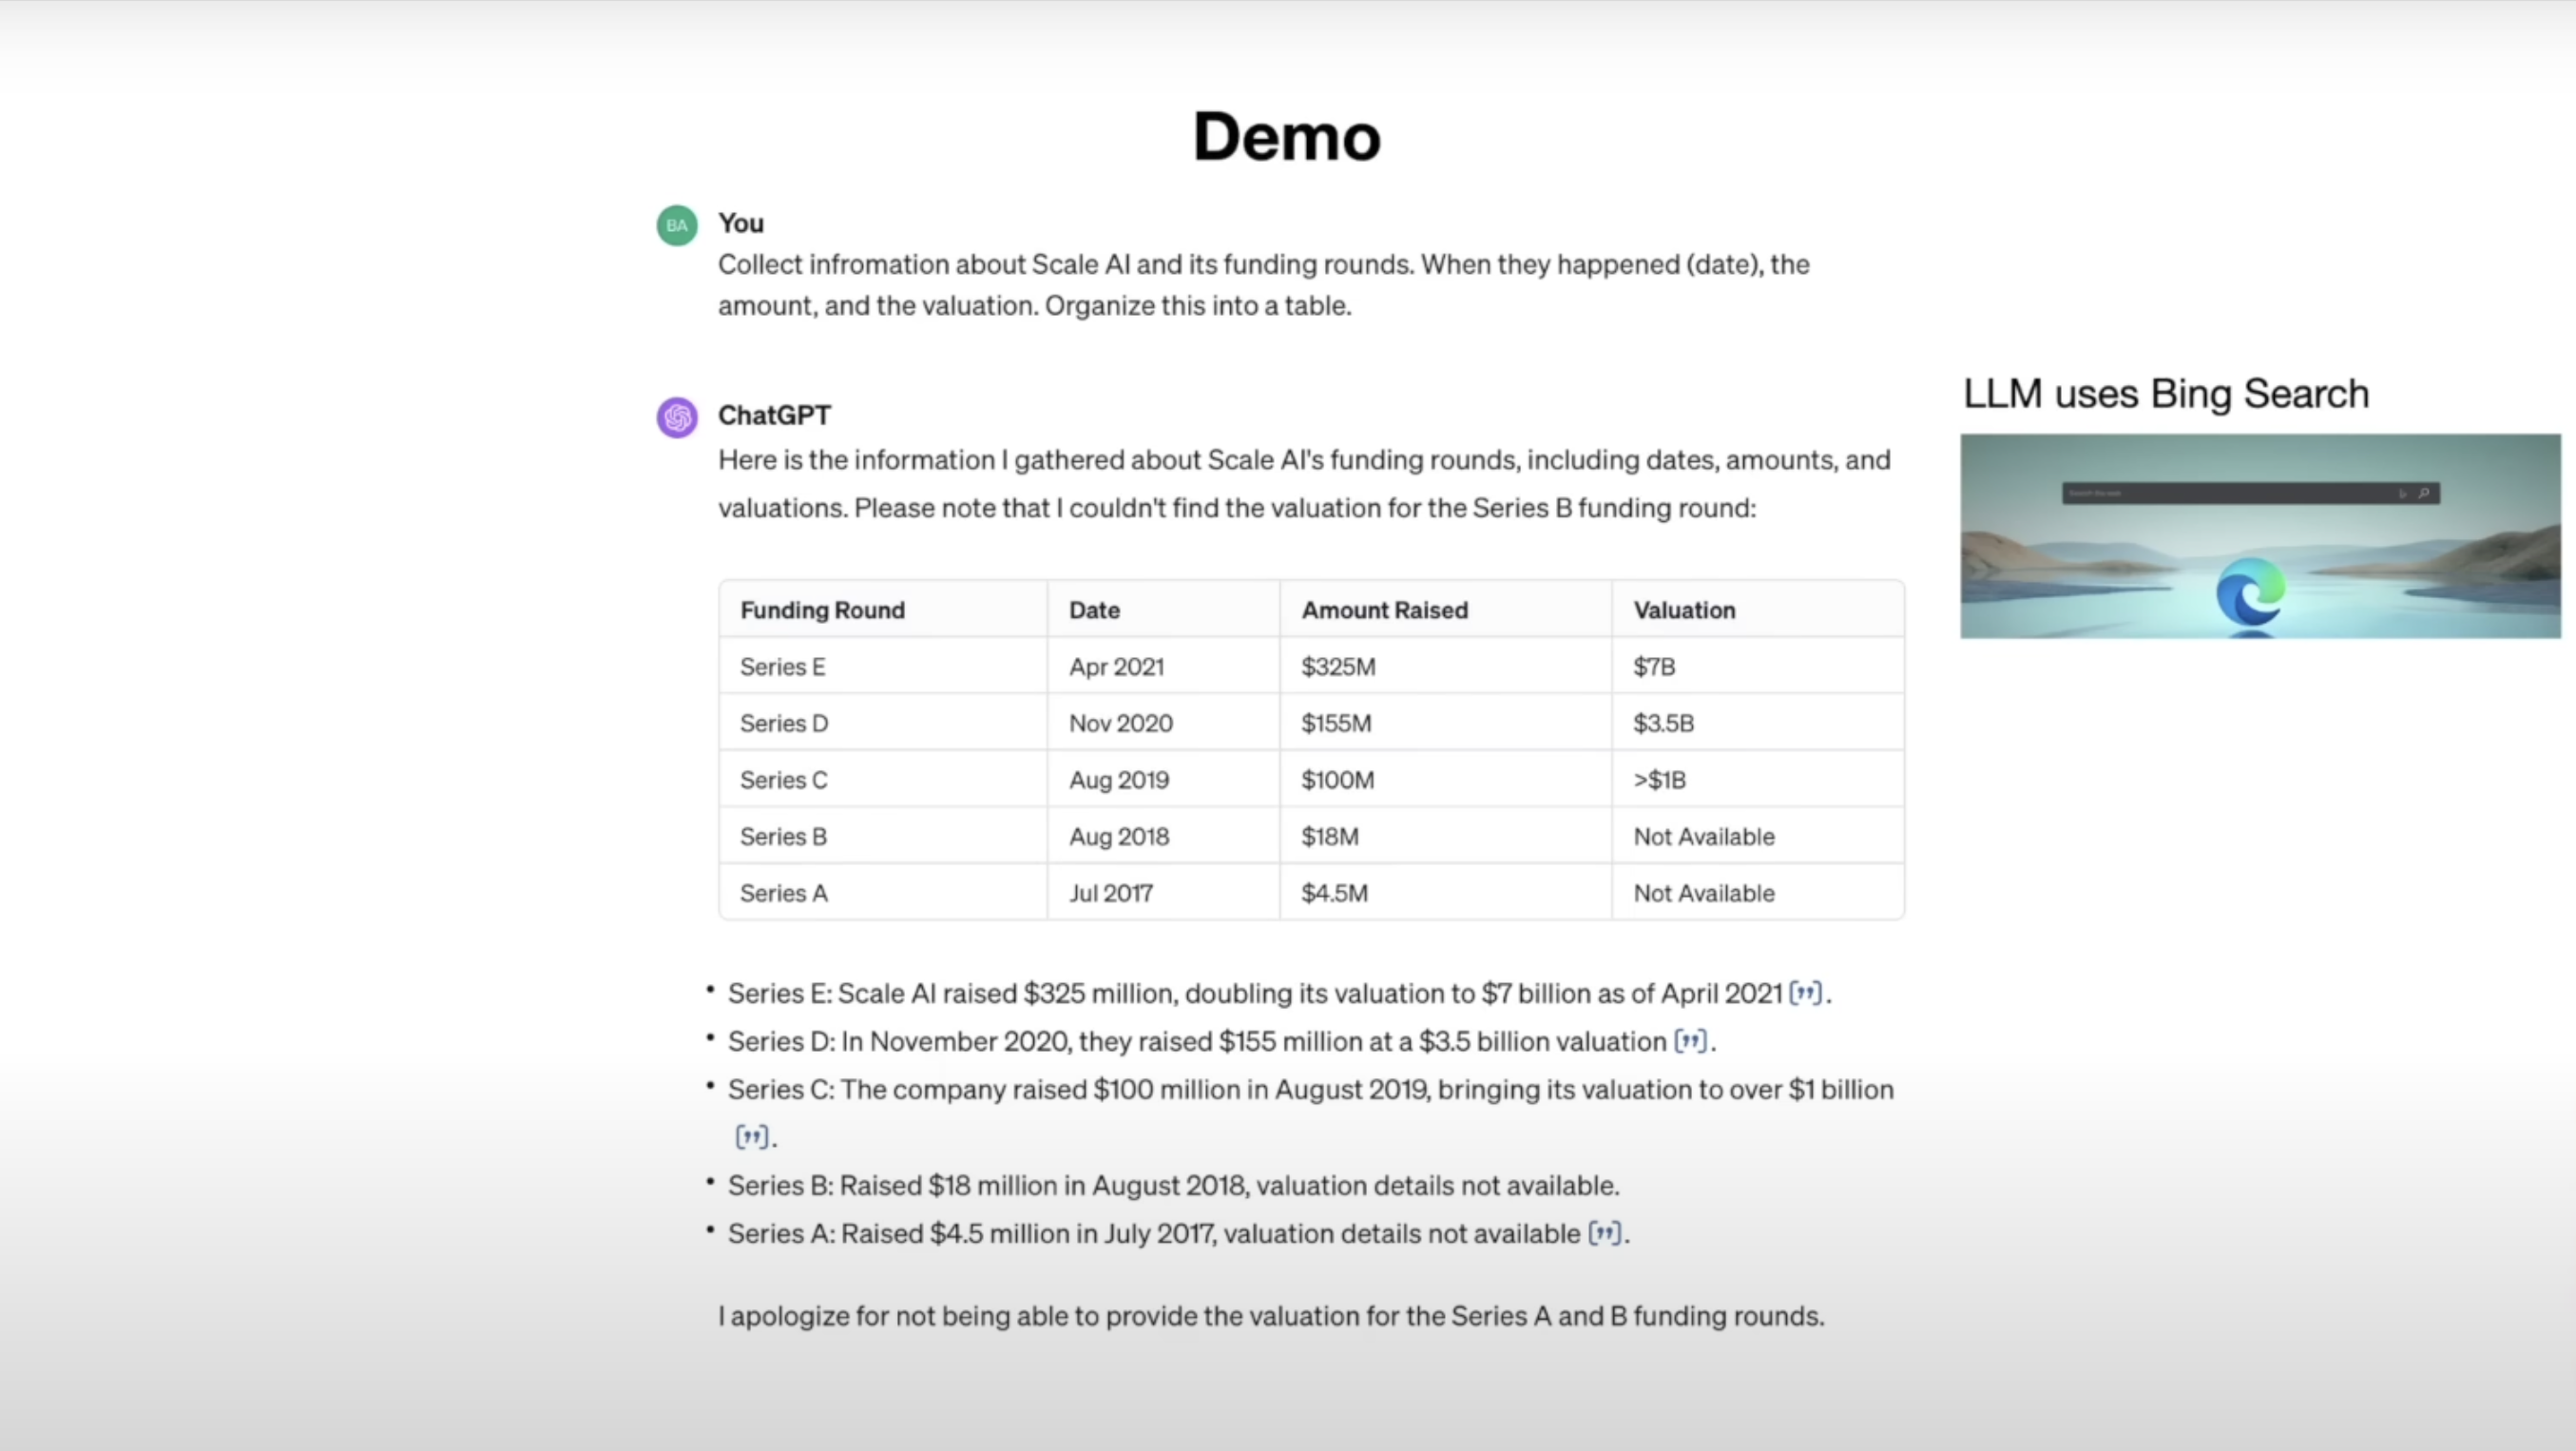 Demo
BA
You
Collect infromation about Scale AI and its funding rounds. When they happened (date), the
amount, and the valuation. Organize this into a table.
ChatGPT
Here is the information I gathered about Scale AI's funding rounds, including dates, amounts, and
valuations. Please note that I couldn't find the valuation for the Series B funding round:
LLM uses Bing Search
Search the web
Funding Round Date Amount Raised Valuation
Series E Apr 2021 $325M $7B
Series D Nov 2020 $155M $3.5B
Series C Aug 2019 $100M >$1B
Series B Aug 2018 $18M Not Available
Series A Jul 2017 $4.5M Not Available
• Series E: Scale AI raised $325 million, doubling its valuation to $7 billion as of April 2021 ["].
• Series D: In November 2020, they raised $155 million at a $3.5 billion valuation ["].
• Series C: The company raised $100 million in August 2019, bringing its valuation to over $1 billion
["].
• Series B: Raised $18 million in August 2018, valuation details not available.
• Series A: Raised $4.5 million in July 2017, valuation details not available ["].
I apologize for not being able to provide the valuation for the Series A and B funding rounds.